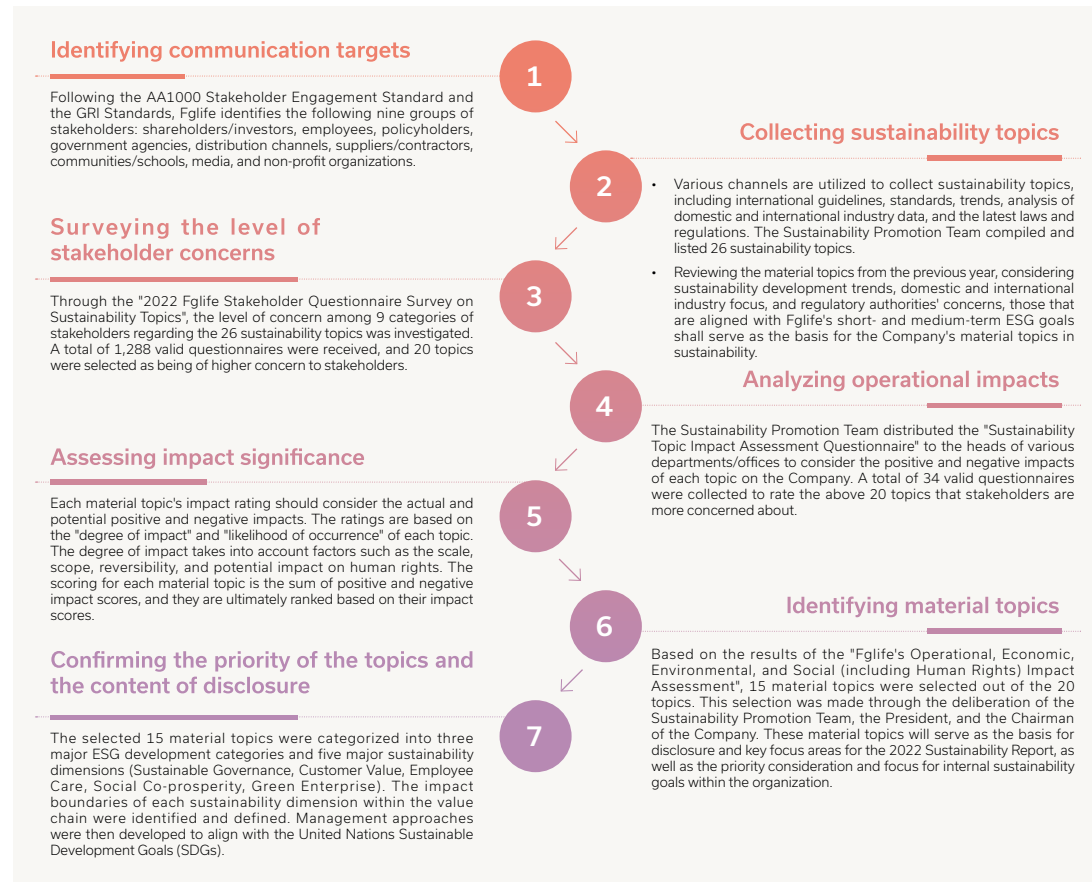 Identifying communication targets
1
Following the AA1000 Stakeholder Engagement Standard and
the GRI Standards, Fglife identifies the following nine groups of
stakeholders: shareholders/investors, employees, policyholders,
government agencies, distribution channels, suppliers/contractors,
communities/schools, media, and non-profit organizations.
Collecting sustainability topics
2
• Various channels are utilized to collect sustainability topics,
including international guidelines, standards, trends, analysis of
domestic and international industry data, and the latest laws and
regulations. The Sustainability Promotion Team compiled and
listed 26 sustainability topics.
• Reviewing the material topics from the previous year, considering
sustainability development trends, domestic and international
industry focus, and regulatory authorities' concerns, those that
are aligned with Fglife's short- and medium-term ESG goals
shall serve as the basis for the Company's material topics in
sustainability.
Surveying the level of
stakeholder concerns
3
Through the "2022 Fglife Stakeholder Questionnaire Survey on
Sustainability Topics", the level of concern among 9 categories of
stakeholders regarding the 26 sustainability topics was investigated.
A total of 1,288 valid questionnaires were received, and 20 topics
were selected as being of higher concern to stakeholders.
Analyzing operational impacts
4
The Sustainability Promotion Team distributed the "Sustainability
Topic Impact Assessment Questionnaire" to the heads of various
departments/offices to consider the positive and negative impacts
of each topic on the Company. A total of 34 valid questionnaires
were collected to rate the above 20 topics that stakeholders are
more concerned about.
Assessing impact significance
5
Each material topic's impact rating should consider the actual and
potential positive and negative impacts. The ratings are based on
the "degree of impact" and "likelihood of occurrence" of each topic.
The degree of impact takes into account factors such as the scale,
scope, reversibility, and potential impact on human rights. The
scoring for each material topic is the sum of positive and negative
impact scores, and they are ultimately ranked based on their impact
scores.
Identifying material topics
6
Based on the results of the "Fglife's Operational, Economic,
Environmental, and Social (including Human Rights) Impact
Assessment", 15 material topics were selected out of the 20
topics. This selection was made through the deliberation of the
Sustainability Promotion Team, the President, and the Chairman
of the Company. These material topics will serve as the basis for
disclosure and key focus areas for the 2022 Sustainability Report, as
well as the priority consideration and focus for internal sustainability
goals within the organization.
Confirming the priority of the topics and
the content of disclosure
7
The selected 15 material topics were categorized into three
major ESG development categories and five major sustainability
dimensions (Sustainable Governance, Customer Value, Employee
Care, Social Co-prosperity, Green Enterprise). The impact
boundaries of each sustainability dimension within the value
chain were identified and defined. Management approaches
were then developed to align with the United Nations Sustainable
Development Goals (SDGs).